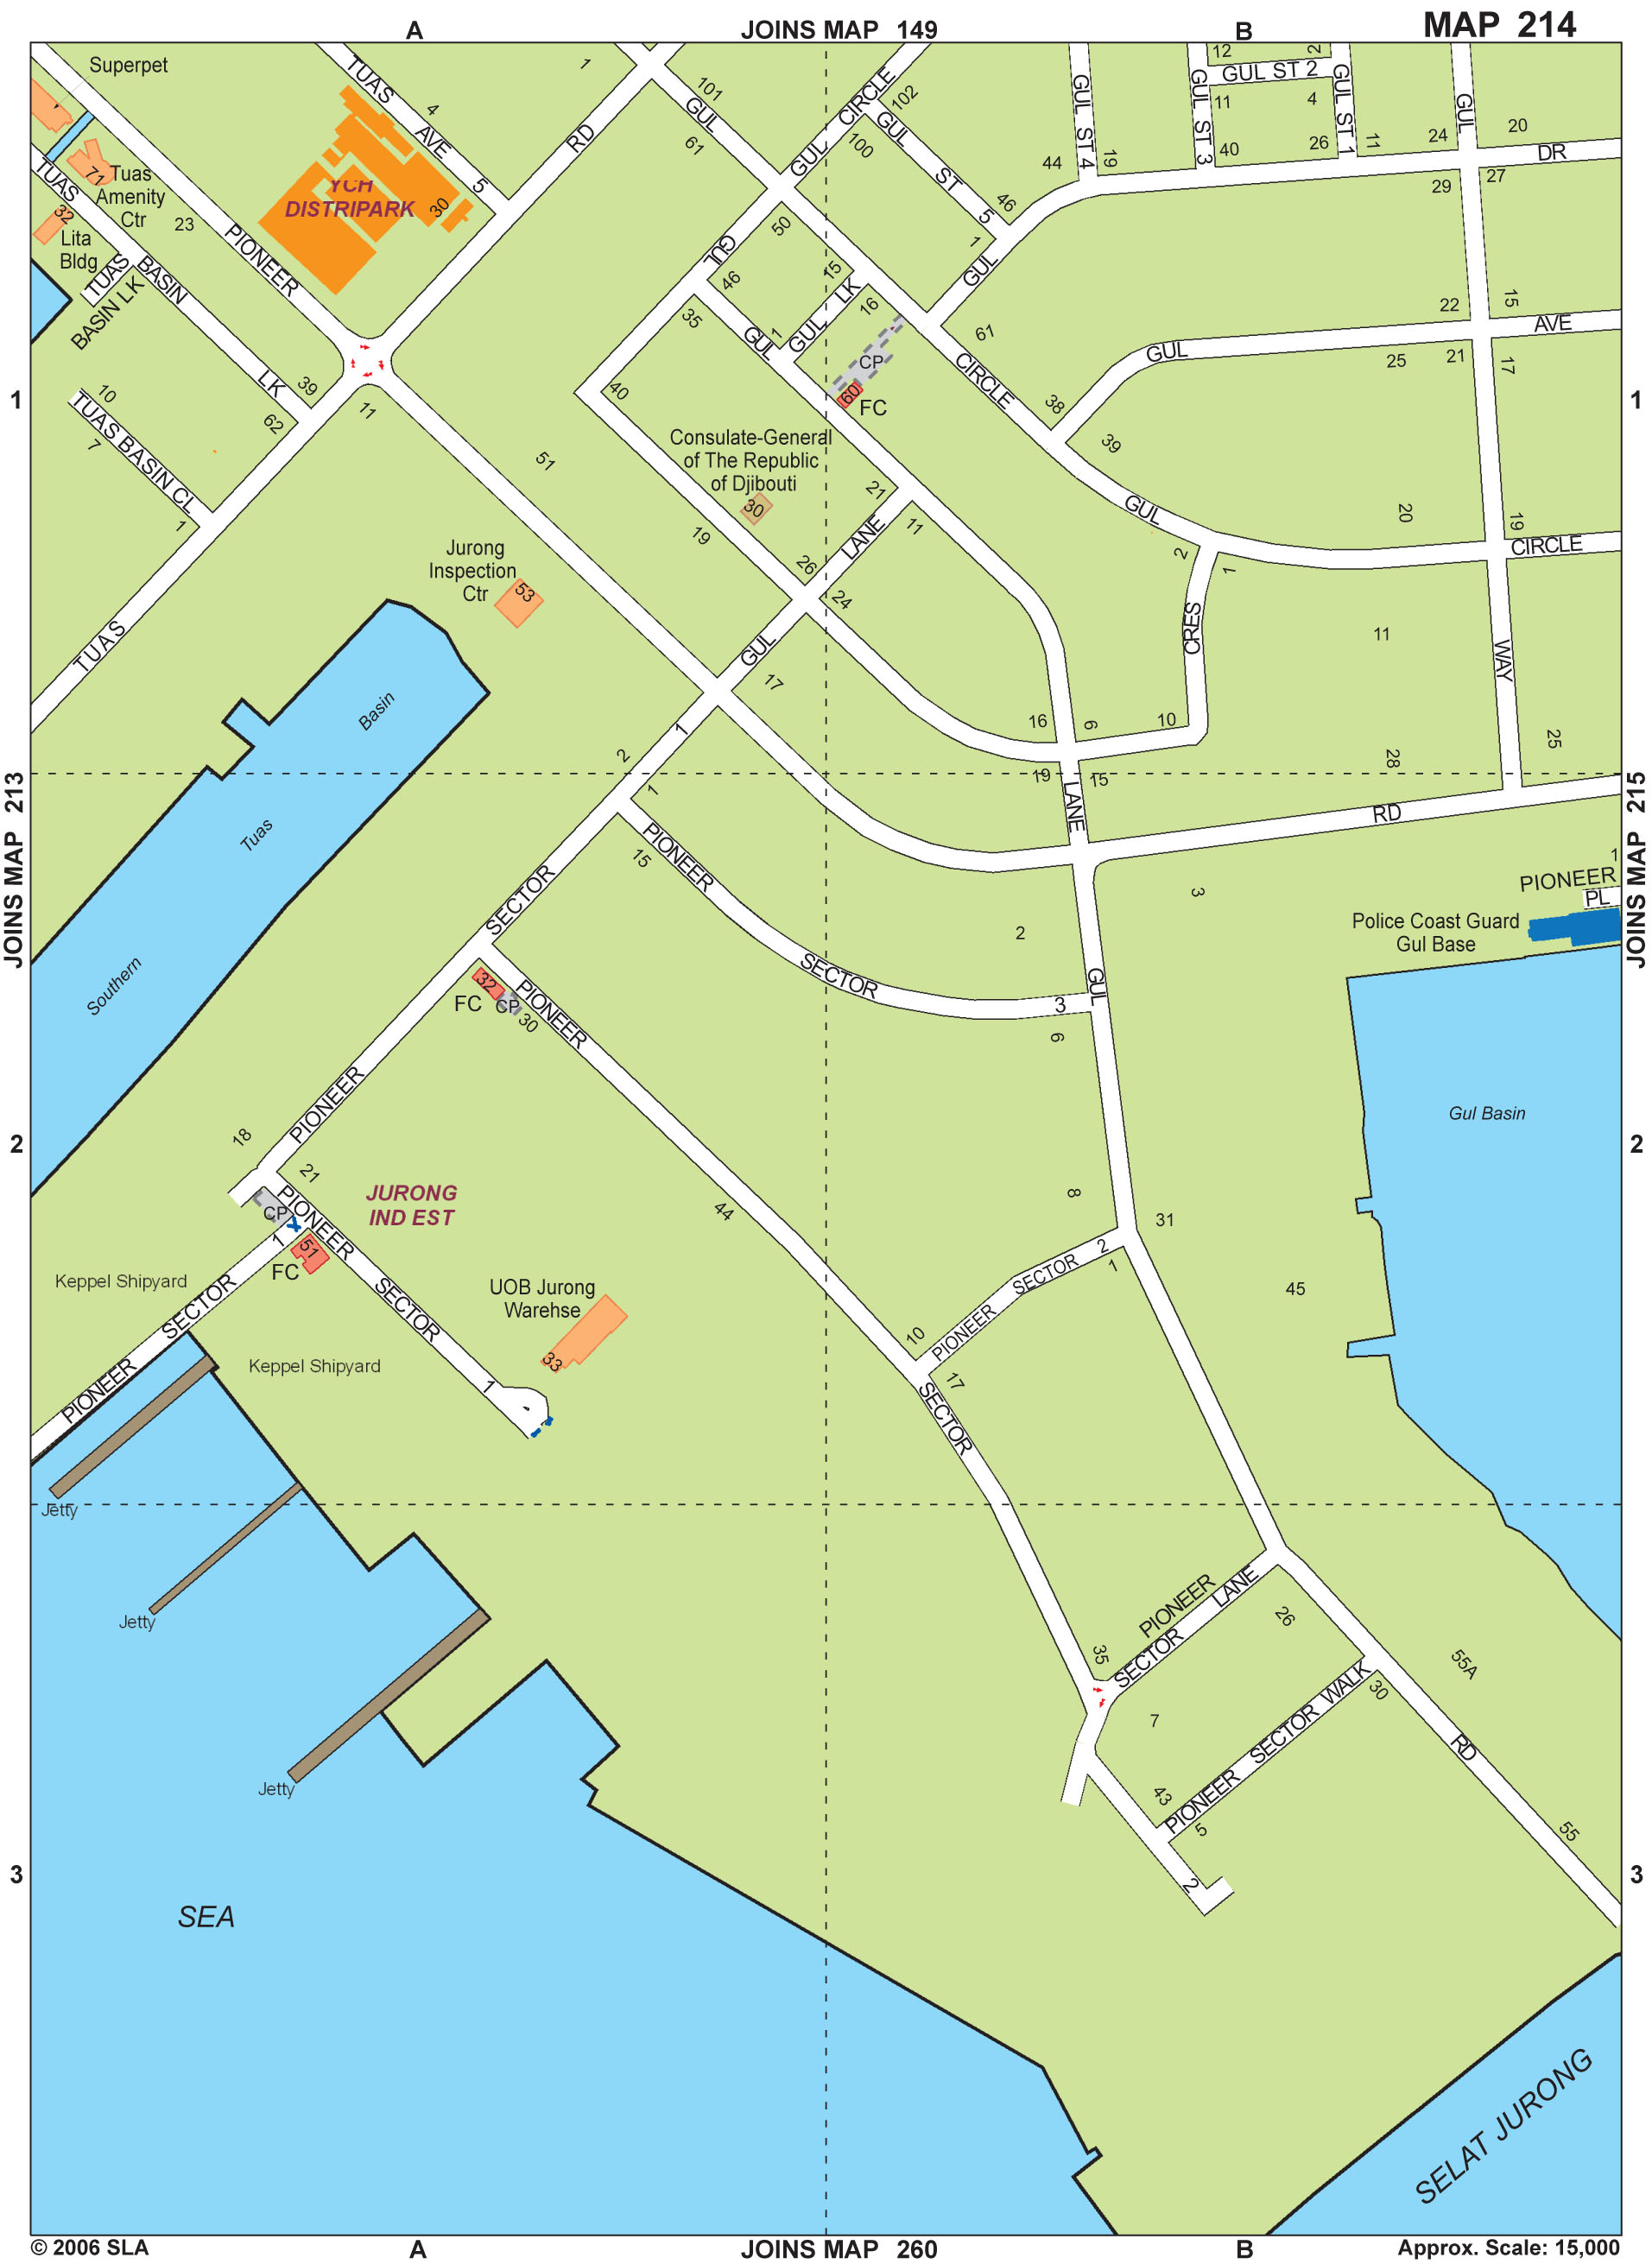 A
JOINS MAP 149
B
MAP 214
Superpet
TUAS
AVE
5
4
1
101
GUL
61
GUL
CIRCLE
102
100
GUL
ST
5
46
1
GUL ST 4
44
19
12
2
GUL ST 2
GUL ST 3
11
4
40
26
GUL ST 1
11
24
GUL
20
DR
29
27
TUAS
71
Tuas
Amenity
Ctr
32
Lita
Bldg
23
YCH
DISTRIPARK
30
RD
PIONEER
TUAS
BASIN LK
BASIN
LK
39
62
11
10
TUAS BASIN CL
7
1
TUAS
50
GUL
46
35
GUL
1
15
GUL LK
16
CP
60
FC
40
GUL
61
CIRCLE
GUL
38
39
25
22
15
AVE
21
17
51
Consulate-General
of The Republic
of Djibouti
30
19
21
LANE
11
26
24
GUL
GUL
2
1
20
19
CIRCLE
CRES
11
WAY
Jurong
Inspection
Ctr
53
17
1
2
16
6
10
19
15
LANE
28
25
RD
1
1
JOINS MAP 213
JOINS MAP 215
Basin
Tuas
Southern
1
PIONEER
15
SECTOR
SECTOR
3
2
3
GUL
6
1
PIONEER
PL
Police Coast Guard
Gul Base
32
FC
CP
30
PIONEER
PIONEER
18
21
2
2
Gul Basin
CP
PIONEER
1
51
FC
JURONG
IND EST
44
8
31
45
Keppel Shipyard
SECTOR
PIONEER
SECTOR
1
Keppel Shipyard
UOB Jurong
Warehse
33
PIONEER
SECTOR
2
1
10
17
SECTOR
Jetty
Jetty
Jetty
PIONEER
SECTOR
LANE
35
26
55A
7
30
PIONEER SECTOR WALK
RD
43
5
2
55
3
3
SEA
SELAT JURONG
© 2006 SLA
A
JOINS MAP 260
B
Approx. Scale: 15,000